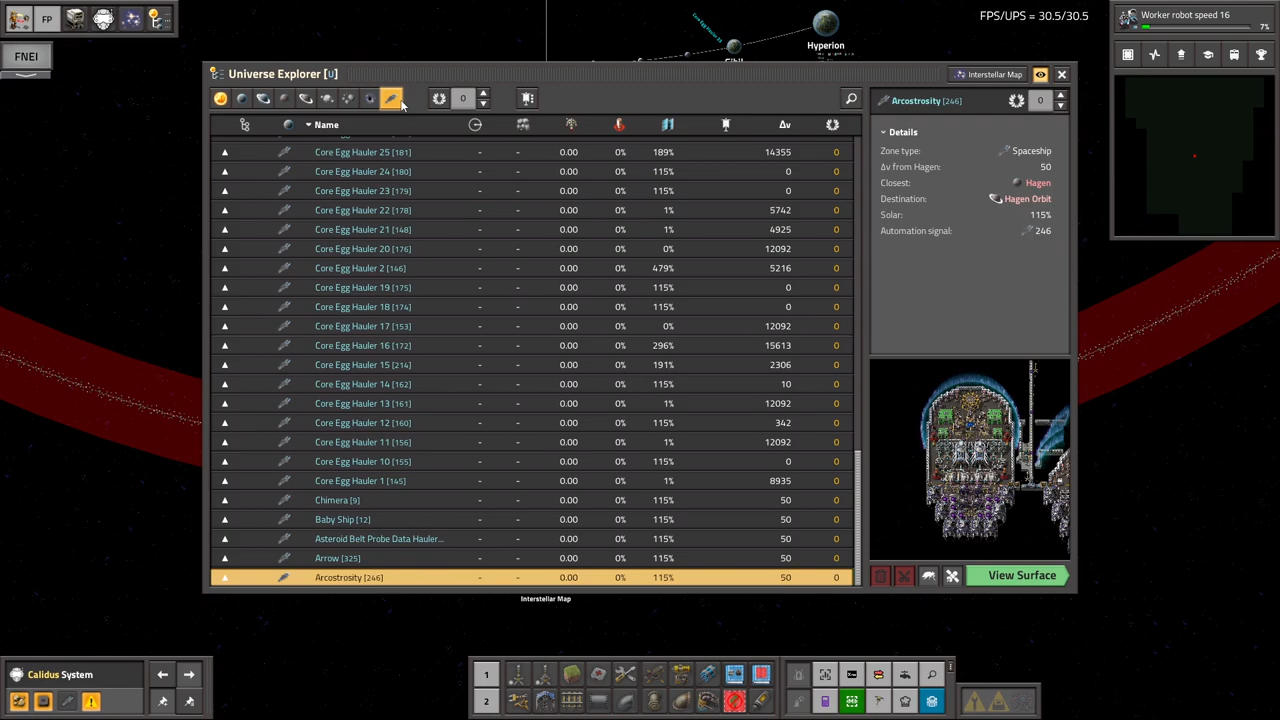 FP
FPS/UPS = 30.5/30.5
Worker robot speed 16
7%
FNEI
Hyperion
Universe Explorer [U]
Interstellar Map
0
Name
Δv
Core Egg Hauler 25 [181] - - 0.00 0% 189% 14355 0
Core Egg Hauler 24 [180] - - 0.00 0% 115% 0 0
Core Egg Hauler 23 [179] - - 0.00 0% 115% 0 0
Core Egg Hauler 22 [178] - - 0.00 0% 1% 5742 0
Core Egg Hauler 21 [148] - - 0.00 0% 1% 4925 0
Core Egg Hauler 20 [176] - - 0.00 0% 0% 12092 0
Core Egg Hauler 2 [146] - - 0.00 0% 479% 5216 0
Core Egg Hauler 19 [175] - - 0.00 0% 115% 0 0
Core Egg Hauler 18 [174] - - 0.00 0% 115% 0 0
Core Egg Hauler 17 [153] - - 0.00 0% 0% 12092 0
Core Egg Hauler 16 [172] - - 0.00 0% 296% 15613 0
Core Egg Hauler 15 [214] - - 0.00 0% 191% 2306 0
Core Egg Hauler 14 [162] - - 0.00 0% 115% 10 0
Core Egg Hauler 13 [161] - - 0.00 0% 1% 12092 0
Core Egg Hauler 12 [160] - - 0.00 0% 115% 342 0
Core Egg Hauler 11 [156] - - 0.00 0% 1% 12092 0
Core Egg Hauler 10 [155] - - 0.00 0% 115% 0 0
Core Egg Hauler 1 [145] - - 0.00 0% 1% 8935 0
Chimera [9] - - 0.00 0% 115% 50 0
Baby Ship [12] - - 0.00 0% 115% 50 0
Asteroid Belt Probe Data Hauler... - - 0.00 0% 115% 50 0
Arrow [325] - - 0.00 0% 115% 50 0
Arcostrosity [246] - - 0.00 0% 115% 50 0
Arcostrosity [246] 0
Details
Zone type: Spaceship
Δv from Hagen: 50
Closest: Hagen
Destination: Hagen Orbit
Solar: 115%
Automation signal: 246
View Surface
Interstellar Map
Calidus System
1
2